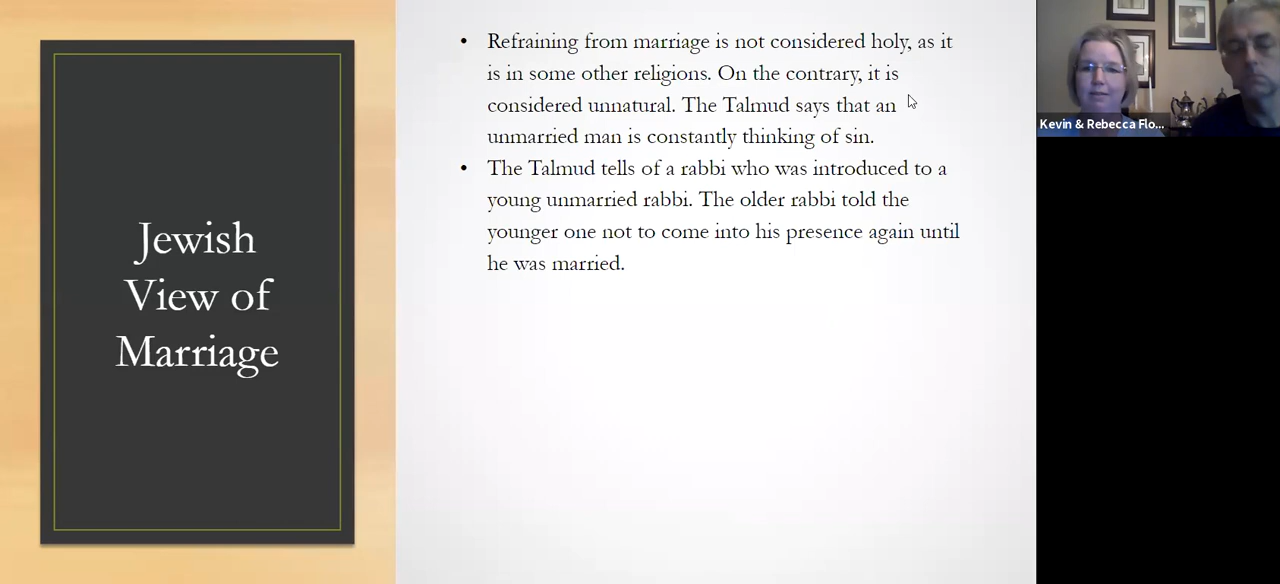 Jewish
View of
Marriage
• Refraining from marriage is not considered holy, as it
is in some other religions. On the contrary, it is
considered unnatural. The Talmud says that an
unmarried man is constantly thinking of sin.
• The Talmud tells of a rabbi who was introduced to a
young unmarried rabbi. The older rabbi told the
younger one not to come into his presence again until
he was married.
Kevin & Rebecca Flo...